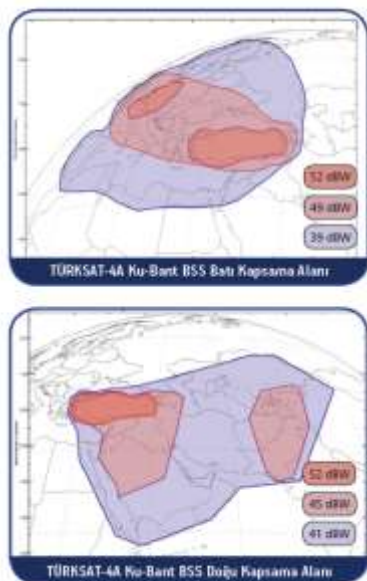 52 dBW
49 dBW
39 dBW
TÜRKSAT-4A Ku-Bant BSS Batı Kapsama Alanı
52 dBW
45 dBW
41 dBW
TÜRKSAT-4A Ku-Bant BSS Doğu Kapsama Alanı